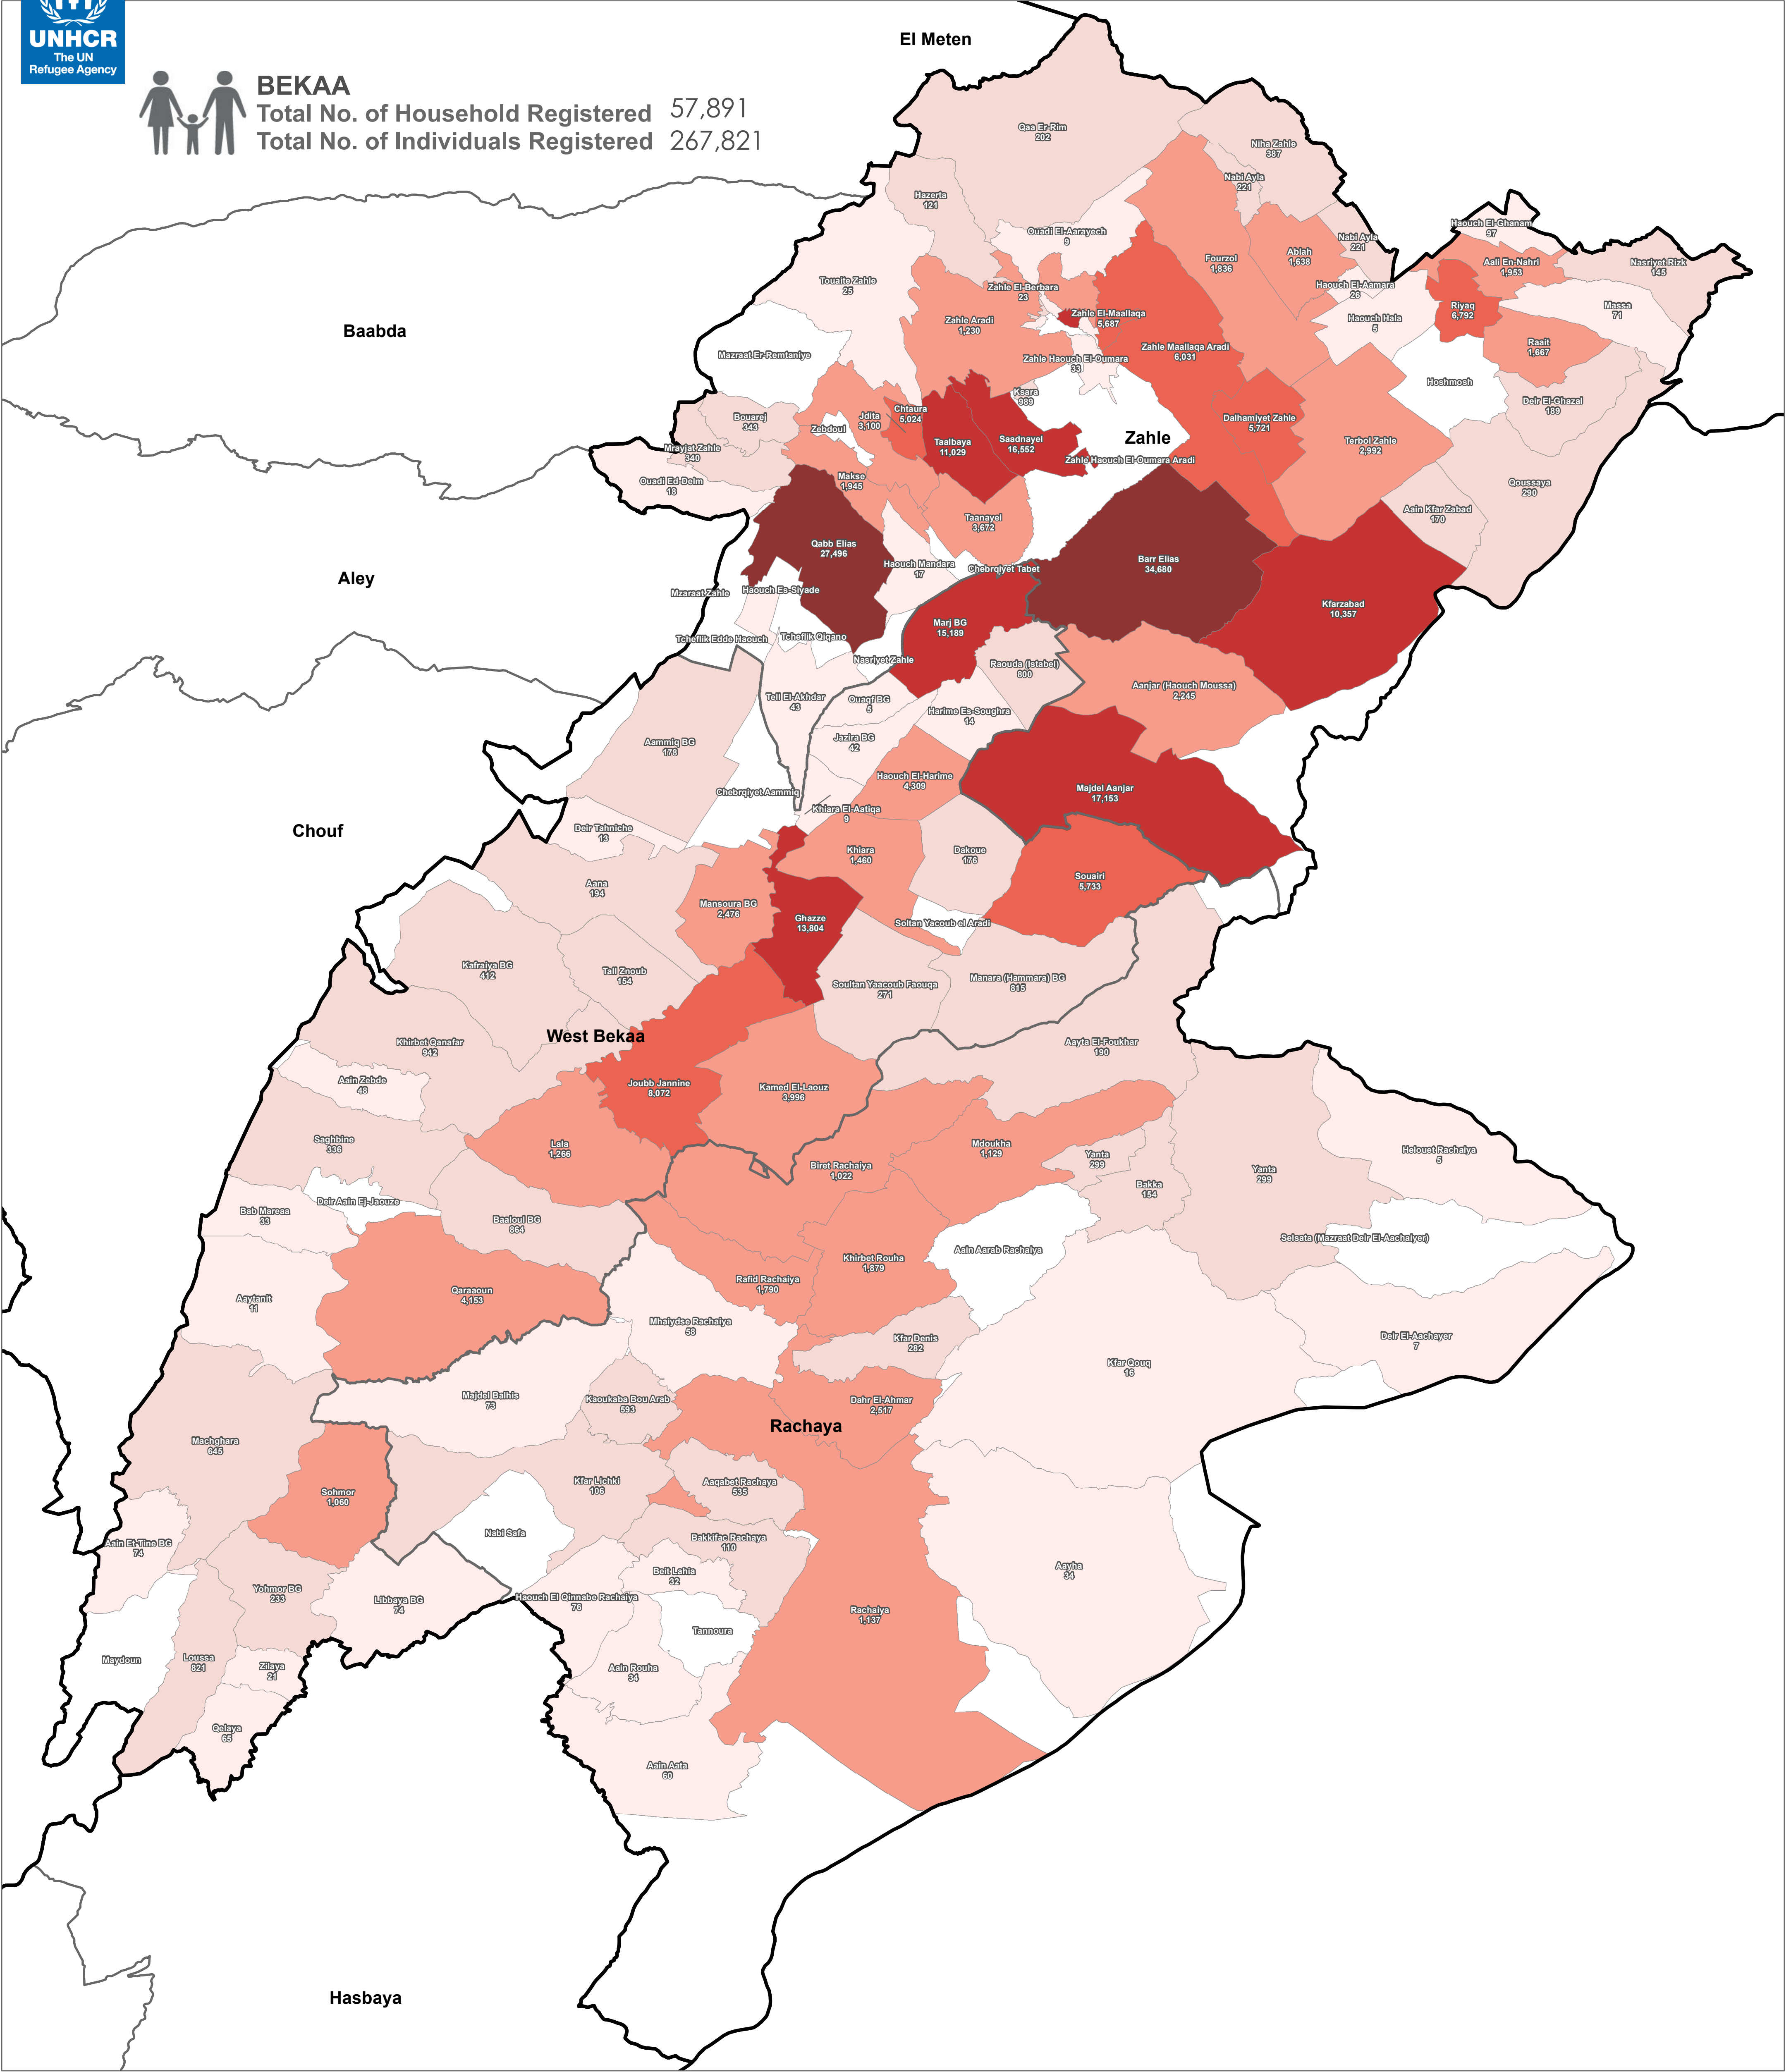 UNHCR
The UN
Refugee Agency
BEKAA
Total No. of Household Registered 57,891
Total No. of Individuals Registered 267,821
El Meten
Qaa Er-Rim
202
Niha Zahle
387
Nabi Ayla
221
Hazerta
121
Haouch El-Ghanam
97
Ouadi El-Aarayech
9
Nabi Ayla
221
Ablah
1,638
Fourzol
1,836
Aali En-Nahri
1,953
Nasriyet Rizk
145
Touaite Zahle
25
Zahle El-Berbara
23
Haouch El-Aamara
26
Riyaq
6,792
Massa
71
Zahle Aradi
1,230
Zahle El-Maallaqa
5,687
Haouch Hala
5
Baabda
Mazraat Er-Remtaniye
Zahle Haouch El-Oumara
33
Zahle Maallaqa Aradi
6,031
Raait
1,667
Hoshmosh
Ksara
389
Deir El-Ghazal
189
Bouarej
343
Zebdoul
Jdita
3,100
Chtaura
5,024
Taalbaya
11,029
Saadnayel
16,552
Zahle
Dalhamiyet Zahle
5,721
Terbol Zahle
2,992
Mrayjat Zahle
340
Zahle Haouch El-Oumara Aradi
Ouadi Ed-Delm
18
Makse
1,945
Qoussaya
290
Aain Kfar Zabad
170
Taanayel
3,672
Qabb Elias
27,496
Barr Elias
34,680
Haouch Mandara
17
Chebrqiyet Tabet
Aley
Mzaraat Zahle
Haouch Es-Siyade
Kfarzabad
10,357
Marj BG
15,189
Tcheflik Edde Haouch
Tcheflik Qiqano
Nasriyet Zahle
Raouda (Istabel)
800
Aanjar (Haouch Moussa)
2,245
Tell El-Akhdar
43
Ouaqf BG
5
Harime Es-Soughra
14
Aammiq BG
178
Jazira BG
42
Haouch El-Harime
4,309
Majdel Aanjar
17,153
Chebrqiyet Aammiq
Khiara El-Aatiqa
9
Chouf
Deir Tahniche
13
Khiara
1,460
Dakoue
176
Souairi
5,733
Aana
194
Mansoura BG
2,476
Ghazze
13,804
Soltan Yacoub el Aradi
Kafraiya BG
412
Tall Znoub
154
Soultan Yaacoub Faouqa
271
Manara (Hammara) BG
815
West Bekaa
Khirbet Qanafar
942
Aayta El-Foukhar
190
Aain Zebde
48
Joubb Jannine
8,072
Kamed El-Laouz
3,996
Saghbine
336
Lala
1,266
Mdoukha
1,129
Yanta
299
Helouet Rachaiya
5
Biret Rachaiya
1,022
Yanta
299
Bakka
154
Deir Aain Ej-Jaouze
Bab Mareaa
33
Baaloul BG
864
Selsata (Mazraat Deir El-Aachaiyer)
Aain Aarab Rachaiya
Khirbet Rouha
1,879
Rafid Rachaiya
1,790
Qaraaoun
4,153
Aaytanit
11
Mhaiydse Rachaiya
58
Kfar Denis
282
Deir El-Aachayer
7
Kfar Qouq
16
Majdel Balhis
73
Kaoukaba Bou Arab
593
Dahr El-Ahmar
2,517
Rachaya
Machghara
645
Kfar Lichki
106
Aaqabet Rachaya
535
Sohmor
1,060
Nabi Safa
Bakkifac Rachaya
110
Aain Et-Tine BG
74
Beit Lahia
32
Aayha
34
Yohmor BG
233
Libbaya BG
74
Haouch El Qinnabe Rachaiya
76
Rachaiya
1,137
Tannoura
Maydoun
Loussa
821
Zilaya
21
Aain Rouha
34
Qelaya
65
Aain Aata
60
Hasbaya